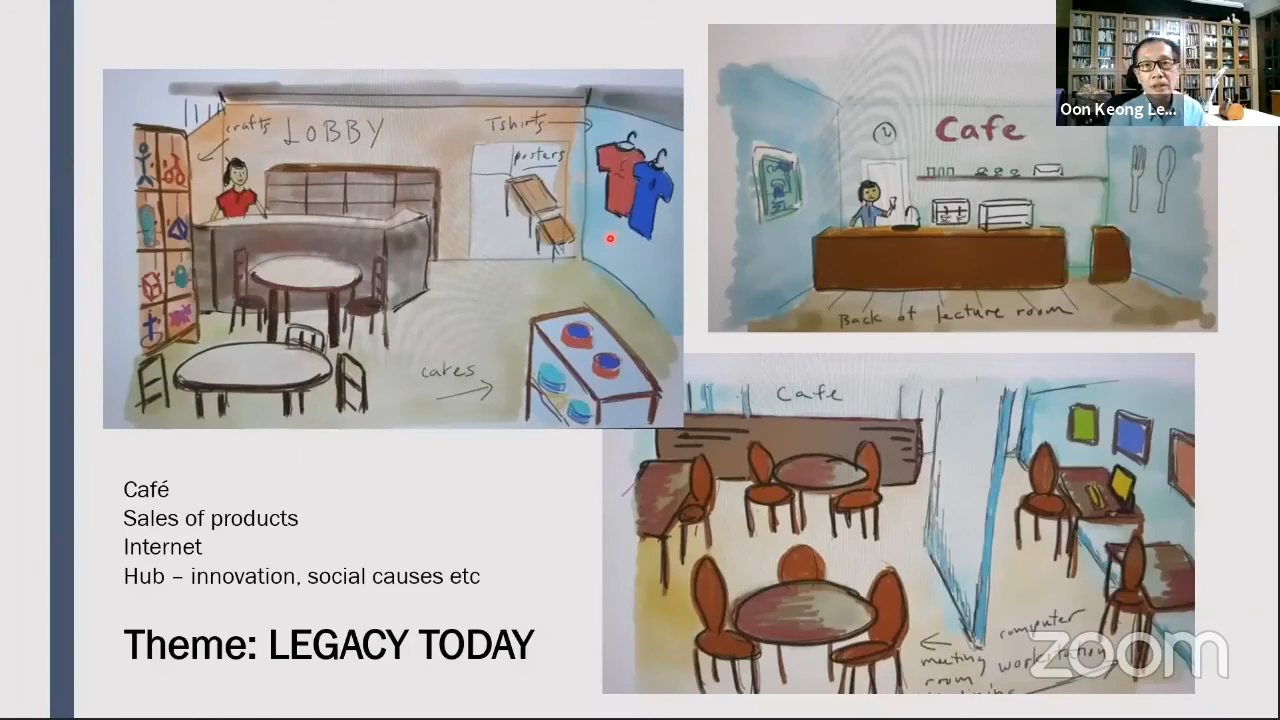 crafts
LOBBY
Tshirts
posters
cakes
Cafe
Back of lecture room
Oon Keong Le...
Cafe
meeting
room
computer
workstation
Café
Sales of products
Internet
Hub – innovation, social causes etc
Theme: LEGACY TODAY
zoom